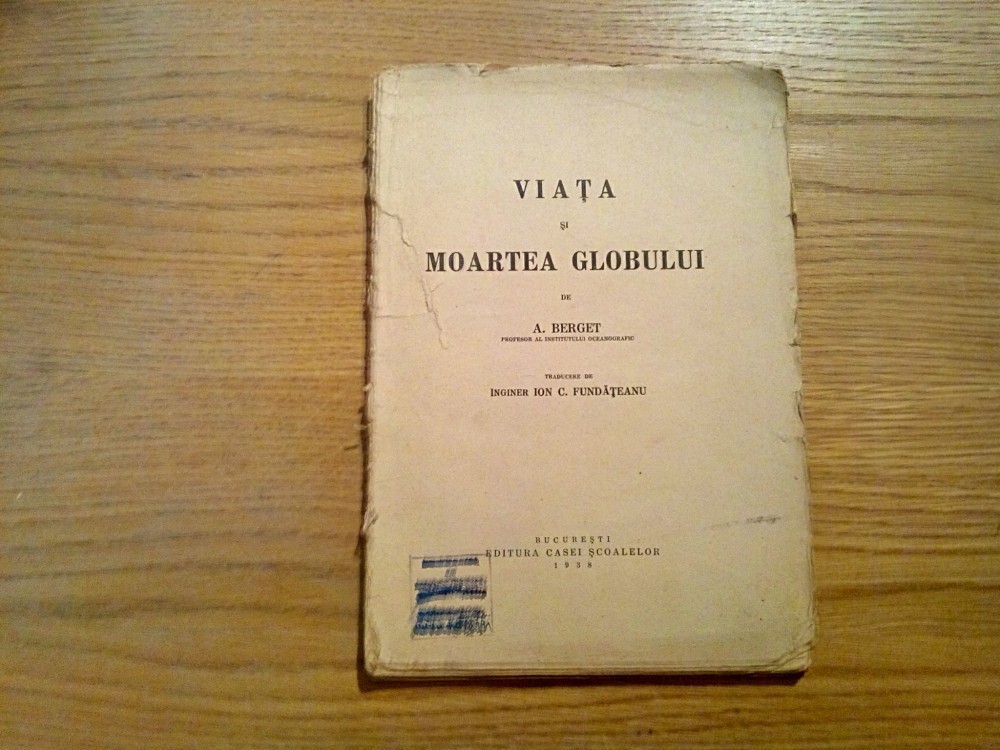 VIAȚA
ȘI
MOARTEA GLOBULUI
DE
A. BERGET
PROFESOR AL INSTITUTULUI OCEANOGRAFIC
TRADUCERE DE
INGINER ION C. FUNDĂȚEANU
BUCUREȘTI
EDITURA CASEI ȘCOALELOR
1938